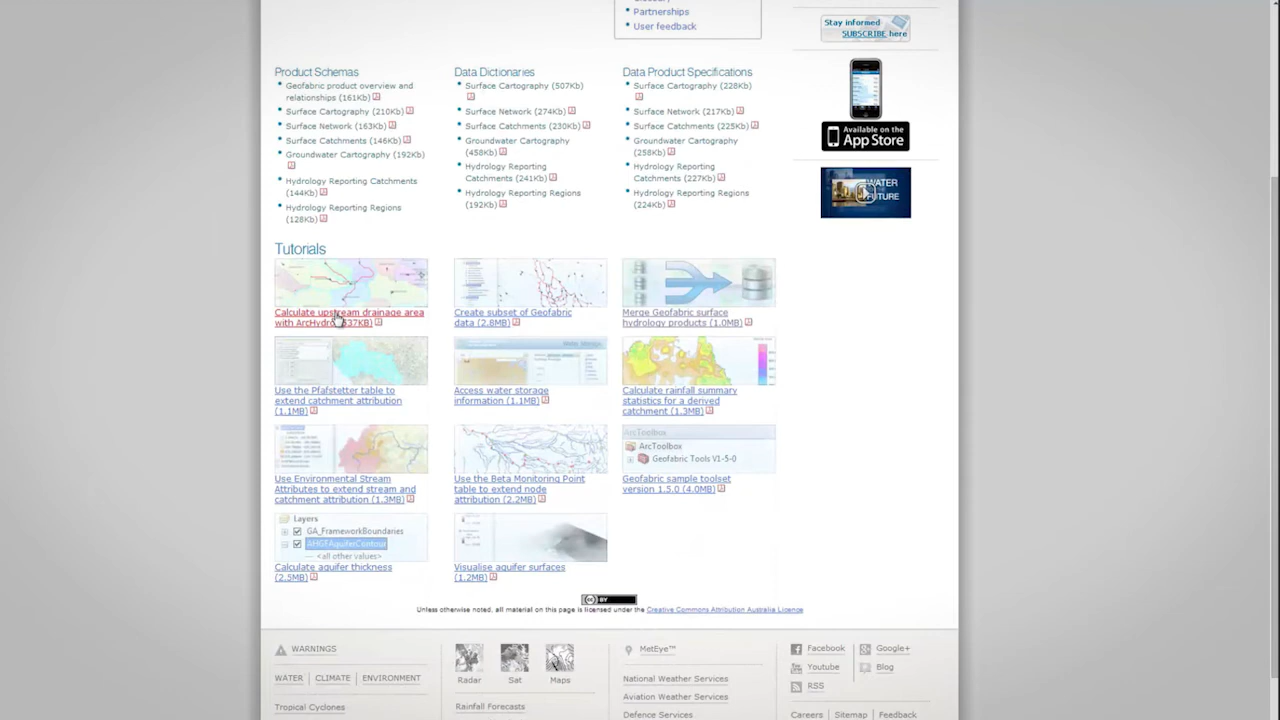 Partnerships
User feedback
Stay informed
SUBSCRIBE here
Product Schemas
Geofabric product overview and
relationships (161Kb)
Surface Cartography (210Kb)
Surface Network (163Kb)
Surface Catchments (146Kb)
Groundwater Cartography (192Kb)
Hydrology Reporting Catchments
(144Kb)
Hydrology Reporting Regions
(128Kb)
Data Dictionaries
Surface Cartography (507Kb)
Surface Network (274Kb)
Surface Catchments (230Kb)
Groundwater Cartography
(458Kb)
Hydrology Reporting
Catchments (241Kb)
Hydrology Reporting Regions
(192Kb)
Data Product Specifications
Surface Cartography (228Kb)
Surface Network (217Kb)
Surface Catchments (225Kb)
Groundwater Cartography
(258Kb)
Hydrology Reporting
Catchments (227Kb)
Hydrology Reporting Regions
(224Kb)
Available on the
App Store
WATER
FUTURE
Tutorials
Calculate upstream drainage area
with ArcHydro
Create subset of Geofabric
data (2.8MB)
Merge Geofabric surface
hydrology products (1.0MB)
Use the Pfafstetter table to
extend catchment attribution
(1.1MB)
Access water storage
information (1.1MB)
Calculate rainfall summary
statistics for a derived
catchment (1.3MB)
Use Environmental Stream
Attributes to extend stream and
catchment attribution (1.3MB)
Use the Beta Monitoring Point
table to extend node
attribution (2.2MB)
ArcToolbox
ArcToolbox
Geofabric Tools V1-5-0
Geofabric sample toolset
version 1.5.0 (4.0MB)
Layers
GA_FrameworkBoundaries
AHGFAquiferContour
<all other values>
Calculate aquifer thickness
(2.5MB)
Visualise aquifer surfaces
(1.2MB)
CC BY
Unless otherwise noted, all material on this page is licensed under the Creative Commons Attribution Australia Licence
WARNINGS
WATER | CLIMATE | ENVIRONMENT
Tropical Cyclones
Radar
Sat
Maps
Rainfall Forecasts
MetEye™
National Weather Services
Aviation Weather Services
Defence Services
Facebook
Google+
Youtube
Blog
RSS
Careers | Sitemap | Feedback